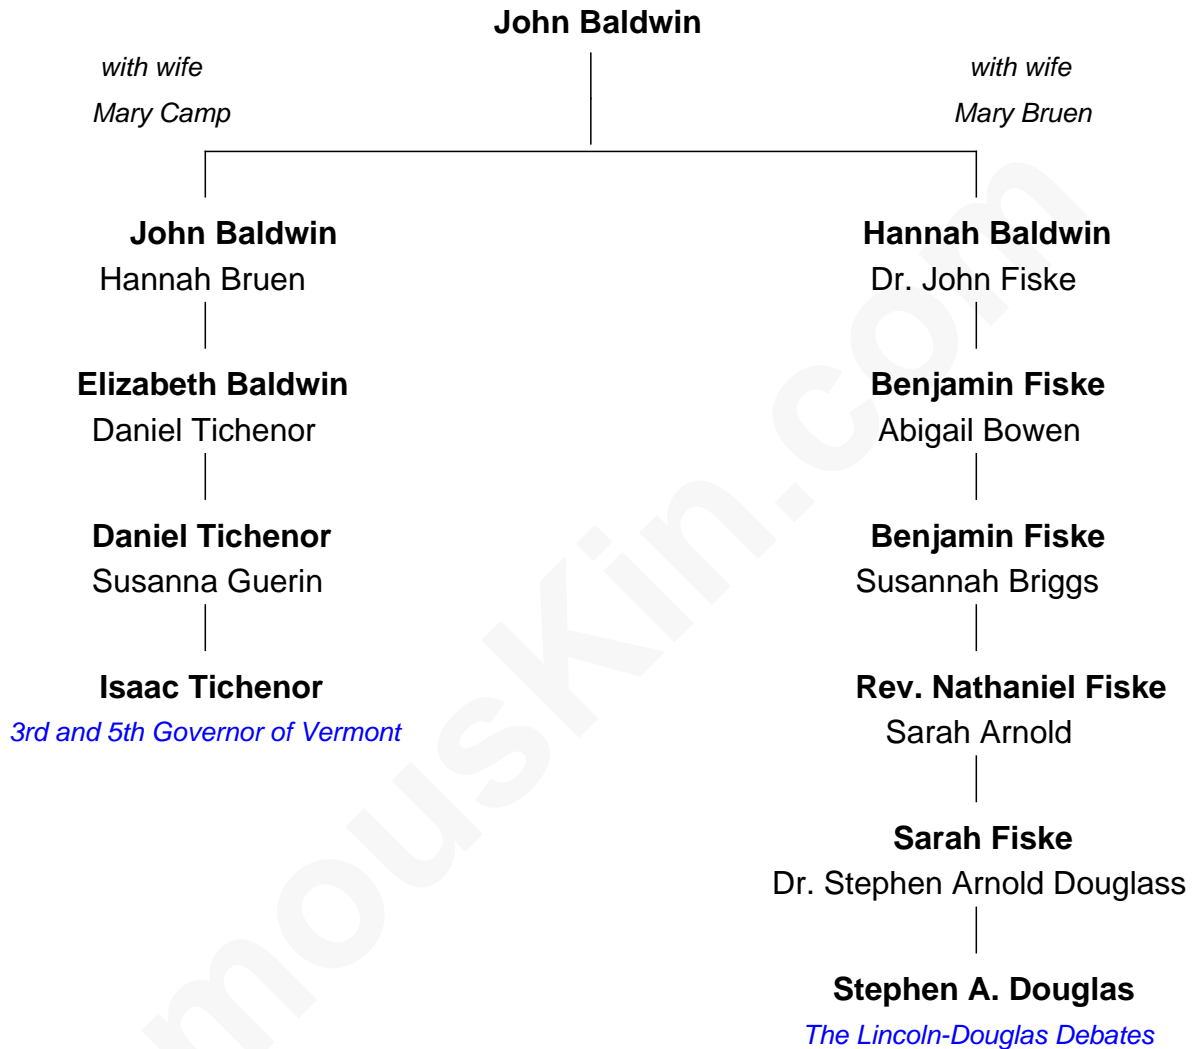 John Baldwin
with wife
Mary Camp
with wife
Mary Bruen
John Baldwin
Hannah Bruen
Hannah Baldwin
Dr. John Fiske
Elizabeth Baldwin
Daniel Tichenor
Benjamin Fiske
Abigail Bowen
Daniel Tichenor
Susanna Guerin
Benjamin Fiske
Susannah Briggs
Isaac Tichenor
3rd and 5th Governor of Vermont
Rev. Nathaniel Fiske
Sarah Arnold
Sarah Fiske
Dr. Stephen Arnold Douglass
Stephen A. Douglas
The Lincoln-Douglas Debates
mousKin.com